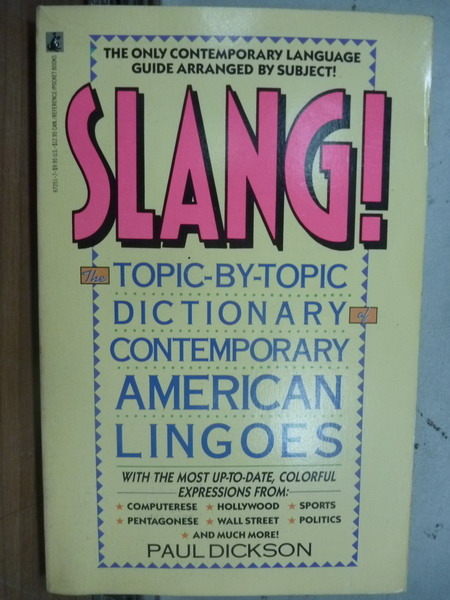 THE ONLY CONTEMPORARY LANGUAGE
GUIDE ARRANGED BY SUBJECT!
SLANG!
The TOPIC-BY-TOPIC
DICTIONARY of
CONTEMPORARY
AMERICAN
LINGOES
WITH THE MOST UP-TO-DATE, COLORFUL
EXPRESSIONS FROM:
★ COMPUTERESE ★ HOLLYWOOD ★ SPORTS
★ PENTAGONESE ★ WALL STREET ★ POLITICS
★ AND MUCH MORE!
PAUL DICKSON